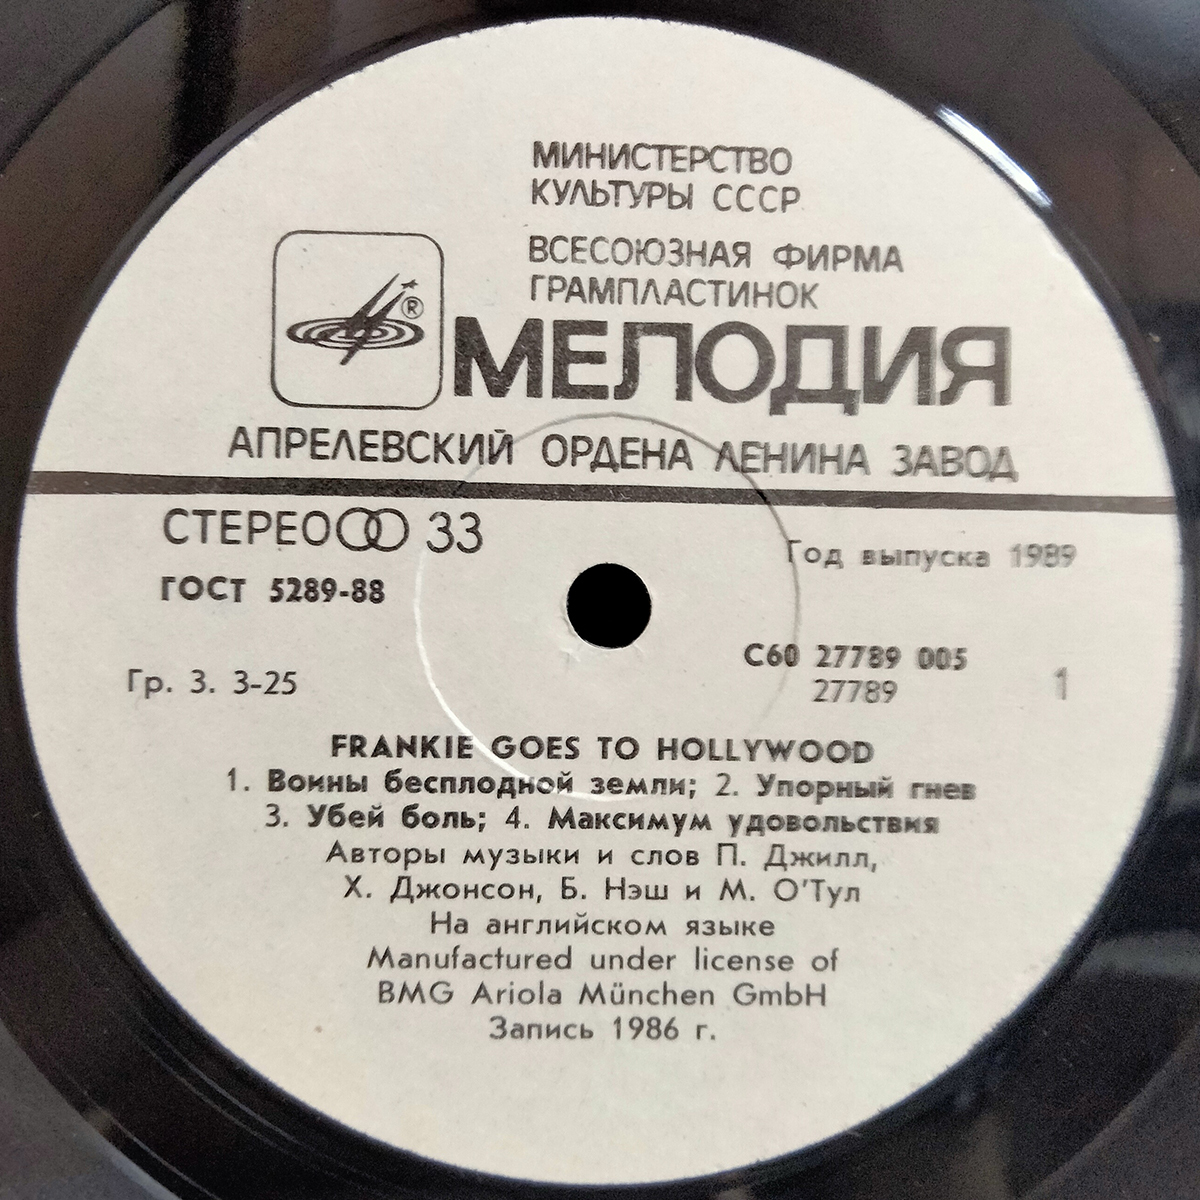 МИНИСТЕРСТВО
КУЛЬТУРЫ СССР
ВСЕСОЮЗНАЯ ФИРМА
ГРАМПЛАСТИНОК
®
МЕЛОДИЯ
АПРЕЛЕВСКИЙ ОРДЕНА ЛЕНИНА ЗАВОД
СТЕРЕО 33
Год выпуска 1989
ГОСТ 5289-88
С60 27789 005
Гр. 3. 3-25
27789
1
FRANKIE GOES TO HOLLYWOOD
1. Воины бесплодной земли; 2. Упорный гнев
3. Убей боль; 4. Максимум удовольствия
Авторы музыки и слов П. Джилл,
Х. Джонсон, Б. Нэш и М. О'Тул
На английском языке
Manufactured under license of
BMG Ariola München GmbH
Запись 1986 г.